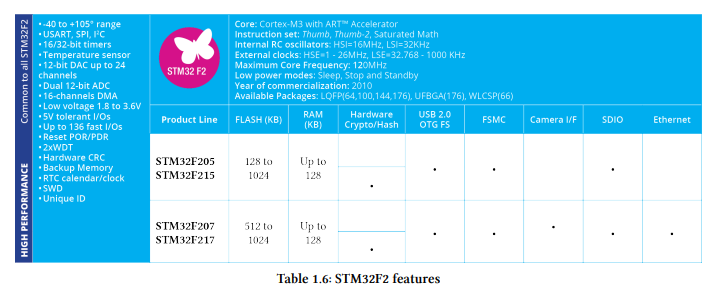 HIGH PERFORMANCE
Common to all STM32F2
• -40 to +105° range
• USART, SPI, I²C
• 16/32-bit timers
• Temperature sensor
• 12-bit DAC up to 24
channels
• Dual 12-bit ADC
• 16-channels DMA
• Low voltage 1.8 to 3.6V
• 5V tolerant I/Os
• Up to 136 fast I/Os
• Reset POR/PDR
• 2xWDT
• Hardware CRC
• Backup Memory
• RTC calendar/clock
• SWD
• Unique ID
STM32 F2
Core: Cortex-M3 with ART™ Accelerator
Instruction set: Thumb, Thumb-2, Saturated Math
Internal RC oscillators: HSI=16MHz, LSI=32KHz
External clocks: HSE=1 - 26MHz, LSE=32.768 - 1000 KHz
Maximum Core Frequency: 120MHz
Low power modes: Sleep, Stop and Standby
Year of commercialization: 2010
Available Packages: LQFP(64,100,144,176), UFBGA(176), WLCSP(66)
Product Line FLASH (KB) RAM (KB) Hardware Crypto/Hash USB 2.0 OTG FS FSMC Camera I/F SDIO Ethernet
STM32F205 128 to Up to
STM32F215 1024 128 • • • •
STM32F207 512 to Up to
STM32F217 1024 128 • • • • • •
Table 1.6: STM32F2 features